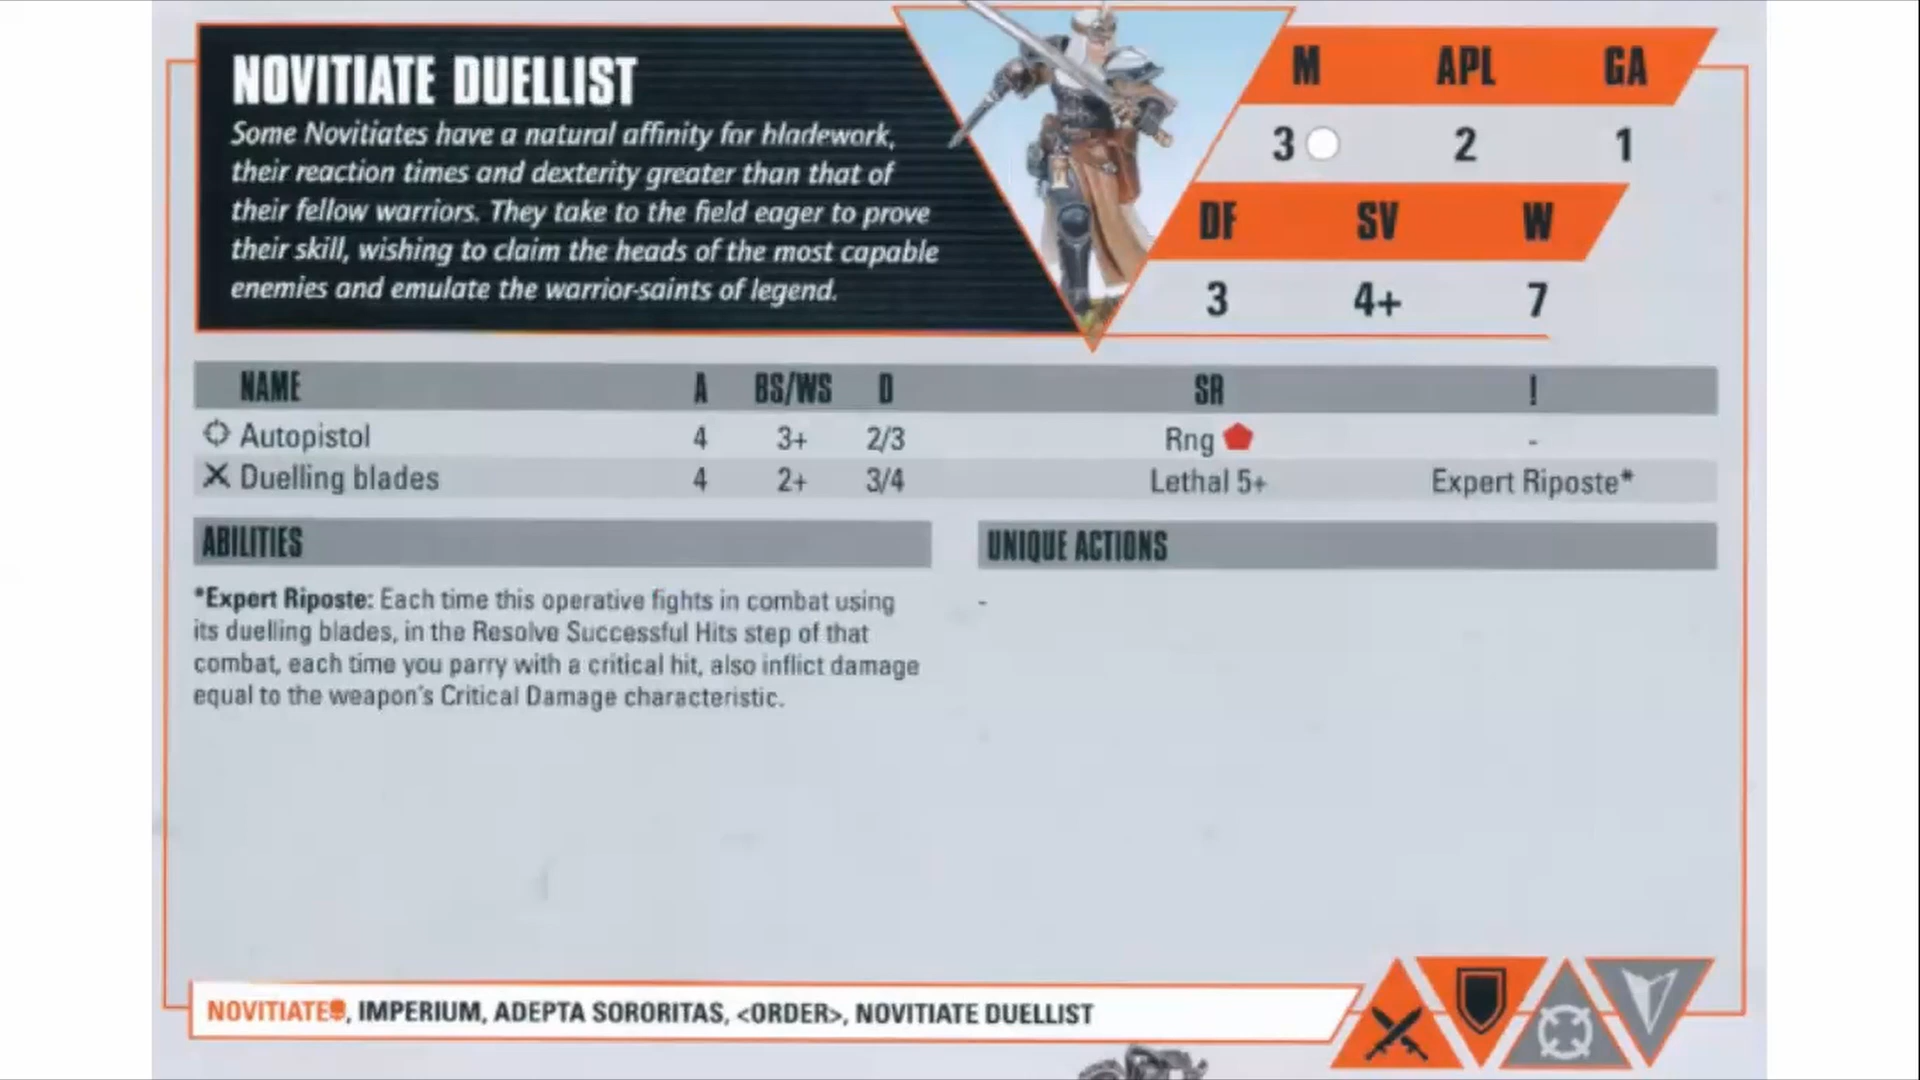 NOVITIATE DUELLIST
Some Novitiates have a natural affinity for bladework,
their reaction times and dexterity greater than that of
their fellow warriors. They take to the field eager to prove
their skill, wishing to claim the heads of the most capable
enemies and emulate the warrior-saints of legend.
M APL GA
3 2 1
DF SV W
3 4+ 7
NAME A BS/WS D SR !
Autopistol 4 3+ 2/3 Rng -
Duelling blades 4 2+ 3/4 Lethal 5+ Expert Riposte*
ABILITIES
*Expert Riposte: Each time this operative fights in combat using
its duelling blades, in the Resolve Successful Hits step of that
combat, each time you parry with a critical hit, also inflict damage
equal to the weapon's Critical Damage characteristic.
UNIQUE ACTIONS
-
NOVITIATE, IMPERIUM, ADEPTA SORORITAS, <ORDER>, NOVITIATE DUELLIST